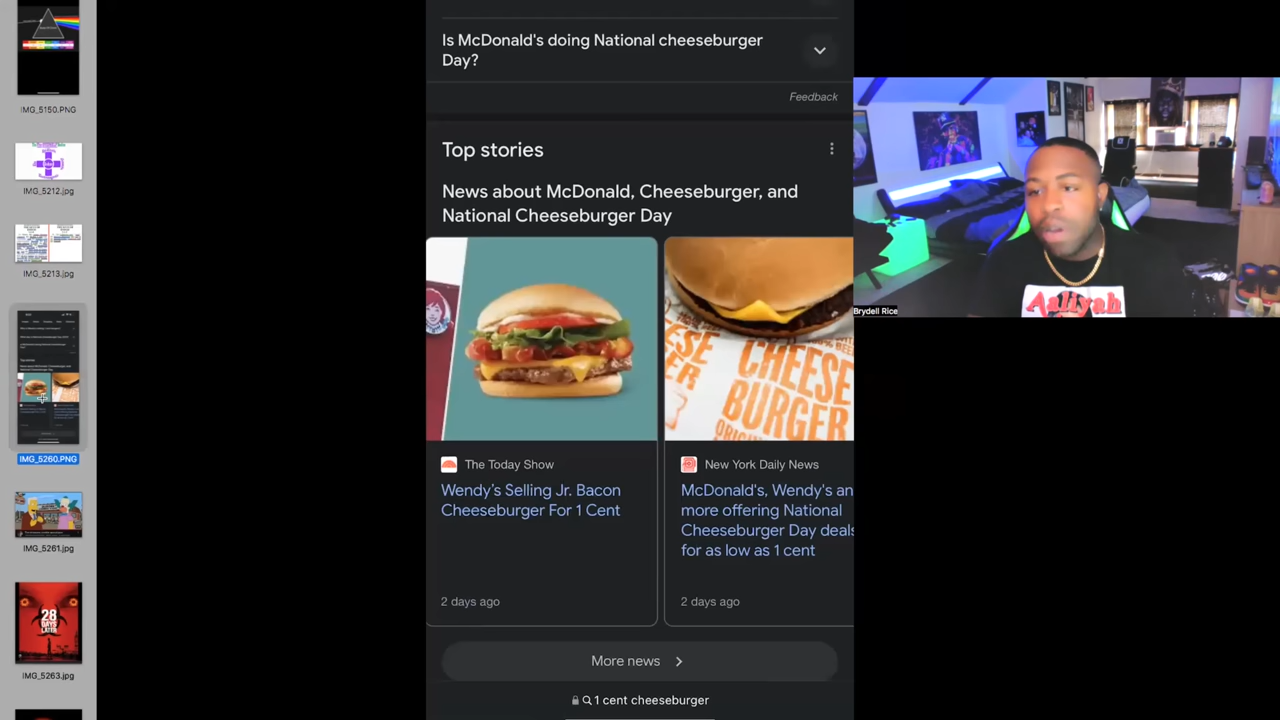 IMG_5150.PNG
IMG_5212.jpg
IMG_5213.jpg
IMG_5260.PNG
IMG_5261.jpg
28
DAYS
LATER
IMG_5263.jpg
Is McDonald's doing National cheeseburger
Day?
Feedback
Top stories
News about McDonald, Cheeseburger, and
National Cheeseburger Day
CHEESE
BURGER
The Today Show
Wendy's Selling Jr. Bacon
Cheeseburger For 1 Cent
2 days ago
New York Daily News
McDonald's, Wendy's an
more offering National
Cheeseburger Day deals
for as low as 1 cent
2 days ago
More news
1 cent cheeseburger
Aaliyah
Brydell Rice